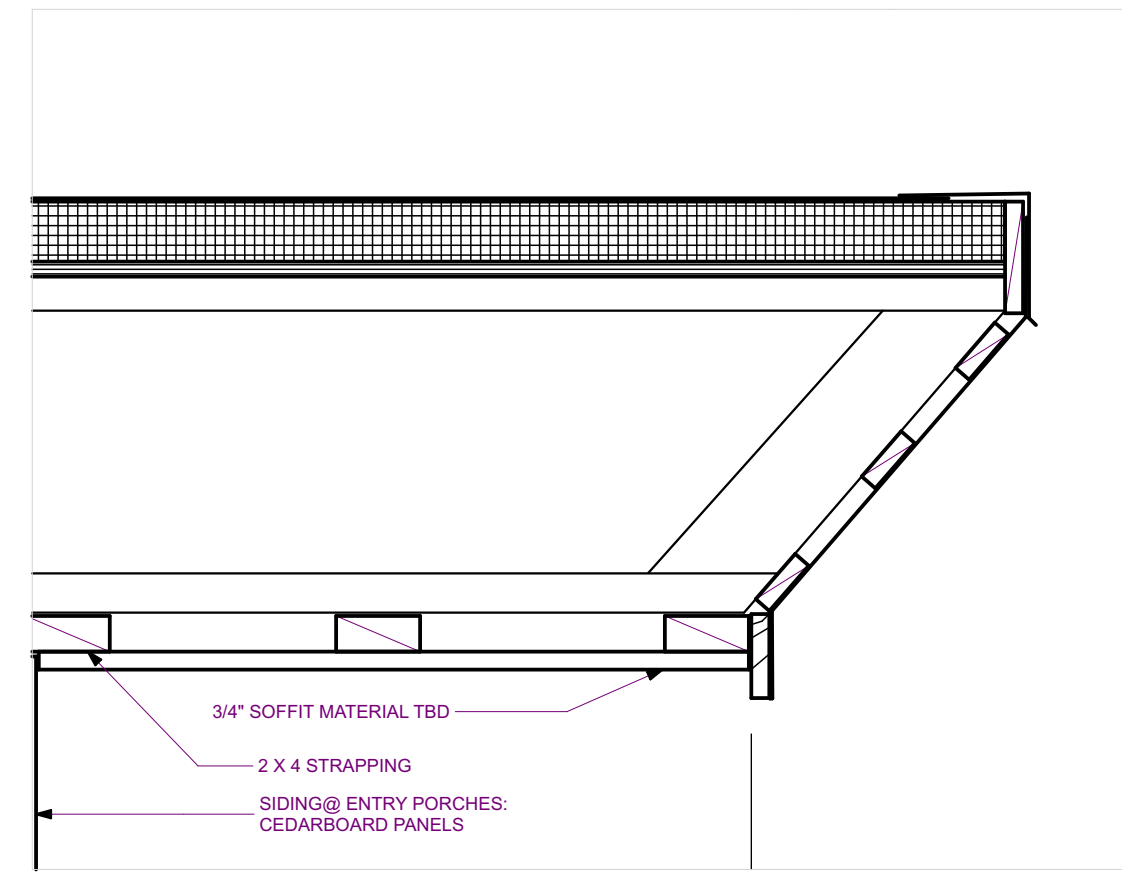 3/4" SOFFIT MATERIAL TBD
2 X 4 STRAPPING
SIDING@ ENTRY PORCHES:
CEDARBOARD PANELS